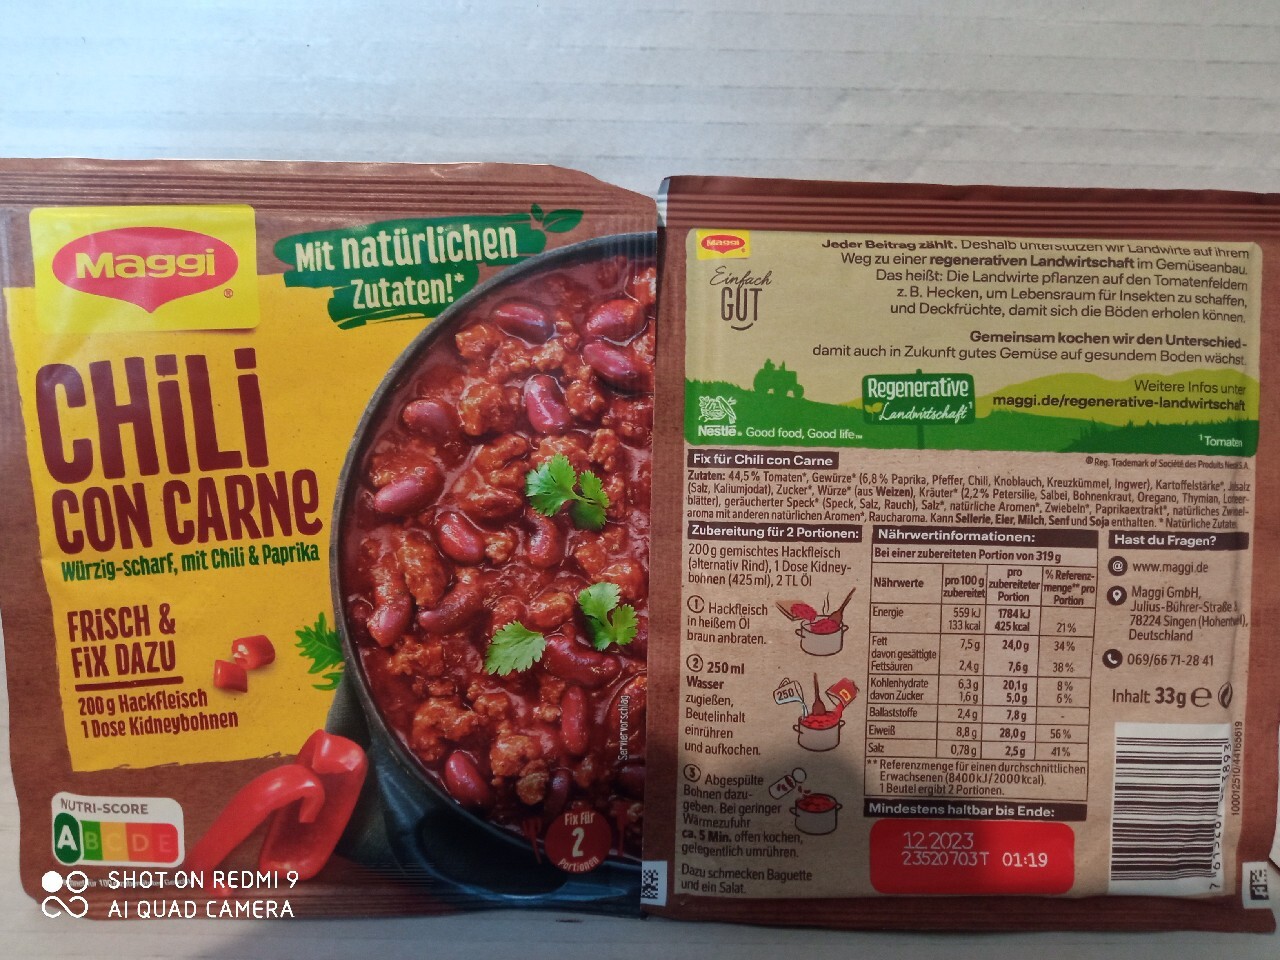 Maggi
®
Mit natürlichen
Zutaten!*
CHiLi
CON CARNe
Würzig-scharf, mit Chili & Paprika
FRiSCH &
FiX DAZU
200 g Hackfleisch
1 Dose Kidneybohnen
Serviervorschlag
NUTRI-SCORE
A B C D E
Fix für
2
Portionen
SHOT ON REDMI 9
AI QUAD CAMERA
Maggi
Einfach
GUT
Jeder Beitrag zählt. Deshalb unterstützen wir Landwirte auf ihrem
Weg zu einer regenerativen Landwirtschaft im Gemüseanbau.
Das heißt: Die Landwirte pflanzen auf den Tomatenfeldern
z. B. Hecken, um Lebensraum für Insekten zu schaffen,
und Deckfrüchte, damit sich die Böden erholen können.
Gemeinsam kochen wir den Unterschied-
damit auch in Zukunft gutes Gemüse auf gesundem Boden wächst.
Regenerative
Landwirtschaft¹
Weitere Infos unter
maggi.de/regenerative-landwirtschaft
Nestlé® Good food, Good life™
¹Tomaten
Fix für Chili con Carne
® Reg. Trademark of Société des Produits Nestlé S.A.
Zutaten: 44,5% Tomaten*, Gewürze* (6,8 % Paprika, Pfeffer, Chili, Knoblauch, Kreuzkümmel, Ingwer), Kartoffelstärke*, Jodsalz
(Salz, Kaliumjodat), Zucker*, Würze* (aus Weizen), Kräuter* (2,2 % Petersilie, Salbei, Bohnenkraut, Oregano, Thymian, Lorbeer-
blätter), geräucherter Speck* (Speck, Salz, Rauch), Salz*, natürliche Aromen*, Zwiebeln*, Paprikaextrakt*, natürliches Zwiebel-
aroma mit anderen natürlichen Aromen*, Raucharoma. Kann Sellerie, Eier, Milch, Senf und Soja enthalten. * Natürliche Zutaten
Zubereitung für 2 Portionen:
200 g gemischtes Hackfleisch
(alternativ Rind), 1 Dose Kidney-
bohnen (425 ml), 2 TL Öl
1 Hackfleisch
in heißem Öl
braun anbraten.
2 250 ml
Wasser
zugießen,
Beutelinhalt
einrühren
und aufkochen.
250
3 Abgespülte
Bohnen dazu-
geben. Bei geringer
Wärmezufuhr
ca. 5 Min. offen kochen,
gelegentlich umrühren.
Dazu schmecken Baguette
und ein Salat.
Nährwertinformationen:
Bei einer zubereiteten Portion von 319 g
Nährwerte pro 100 g zubereitet pro zubereiteter Portion % Referenz-menge** pro Portion
Energie 559 kJ 1784 kJ
133 kcal 425 kcal 21%
Fett 7,5 g 24,0 g 34 %
davon gesättigte
Fettsäuren 2,4 g 7,6 g 38 %
Kohlenhydrate 6,3 g 20,1 g 8 %
davon Zucker 1,6 g 5,0 g 6 %
Ballaststoffe 2,4 g 7,8 g -
Eiweiß 8,8 g 28,0 g 56 %
Salz 0,78 g 2,5 g 41%
** Referenzmenge für einen durchschnittlichen
Erwachsenen (8400 kJ/2000 kcal).
1 Beutel ergibt 2 Portionen.
Mindestens haltbar bis Ende:
12.2023
23520703T 01:19
Hast du Fragen?
www.maggi.de
Maggi GmbH,
Julius-Bührer-Straße 1,
78224 Singen (Hohentwiel),
Deutschland
069/66 71-28 41
Inhalt: 33g e